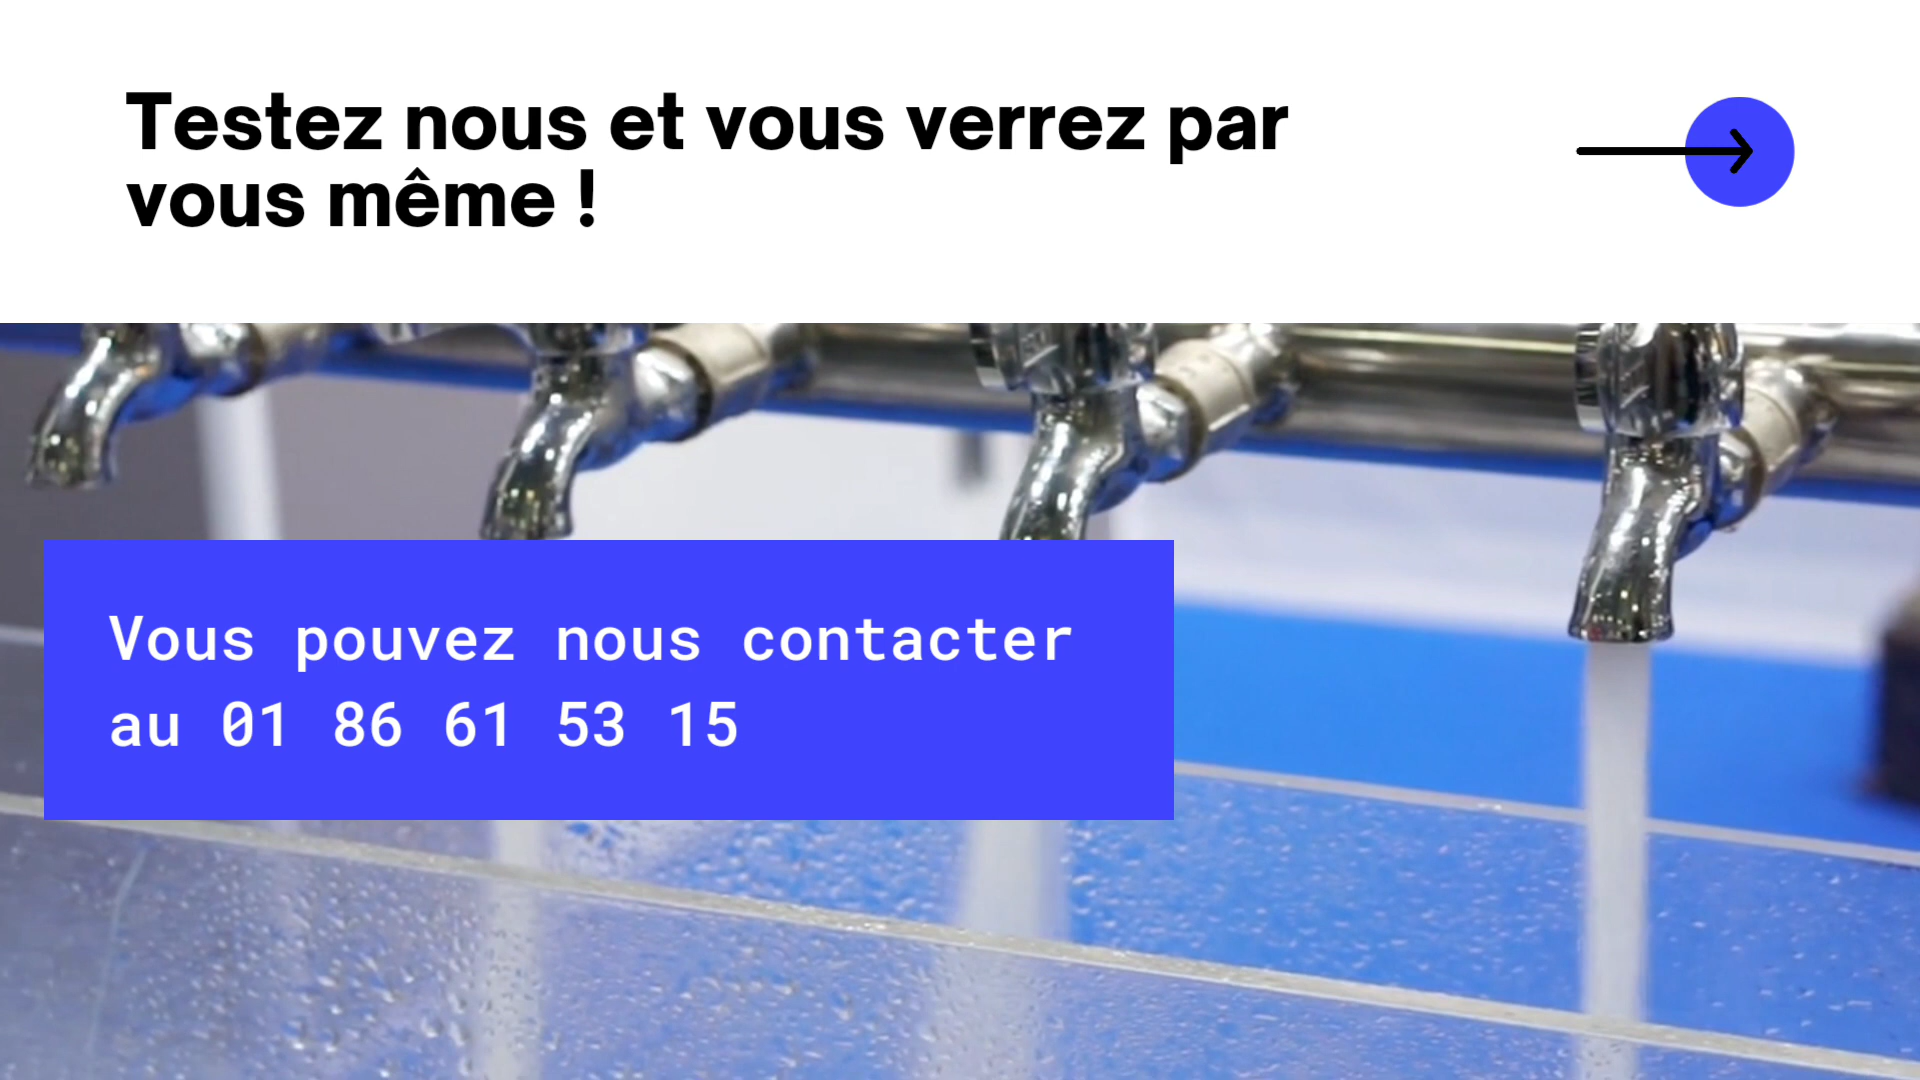 Testez nous et vous verrez par
vous même !
Vous pouvez nous contacter
au 01 86 61 53 15